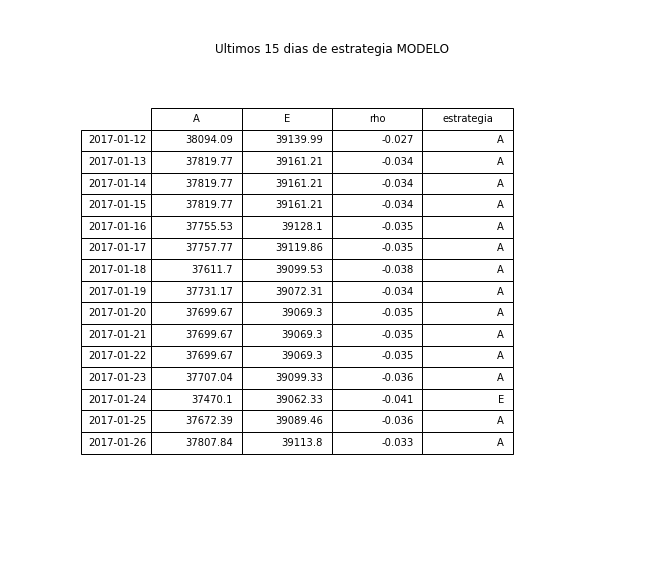 Ultimos 15 dias de estrategia MODELO
A E rho estrategia
2017-01-12 38094.09 39139.99 -0.027 A
2017-01-13 37819.77 39161.21 -0.034 A
2017-01-14 37819.77 39161.21 -0.034 A
2017-01-15 37819.77 39161.21 -0.034 A
2017-01-16 37755.53 39128.1 -0.035 A
2017-01-17 37757.77 39119.86 -0.035 A
2017-01-18 37611.7 39099.53 -0.038 A
2017-01-19 37731.17 39072.31 -0.034 A
2017-01-20 37699.67 39069.3 -0.035 A
2017-01-21 37699.67 39069.3 -0.035 A
2017-01-22 37699.67 39069.3 -0.035 A
2017-01-23 37707.04 39099.33 -0.036 A
2017-01-24 37470.1 39062.33 -0.041 E
2017-01-25 37672.39 39089.46 -0.036 A
2017-01-26 37807.84 39113.8 -0.033 A